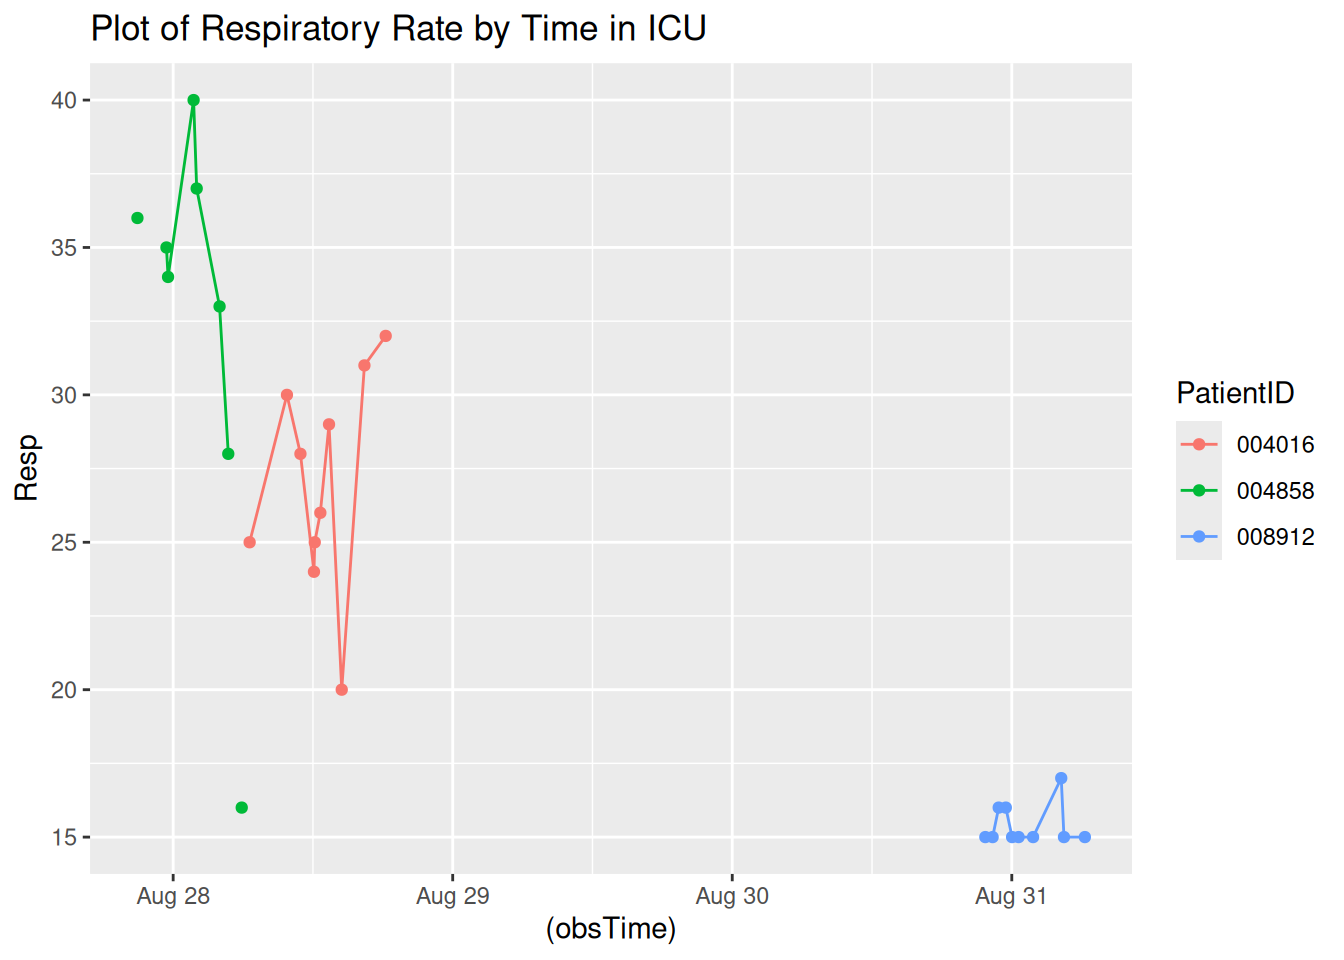 Plot of Respiratory Rate by Time in ICU
40
35
30
25
20
15
Resp
Aug 28
Aug 29
Aug 30
Aug 31
(obsTime)
PatientID
004016
004858
008912